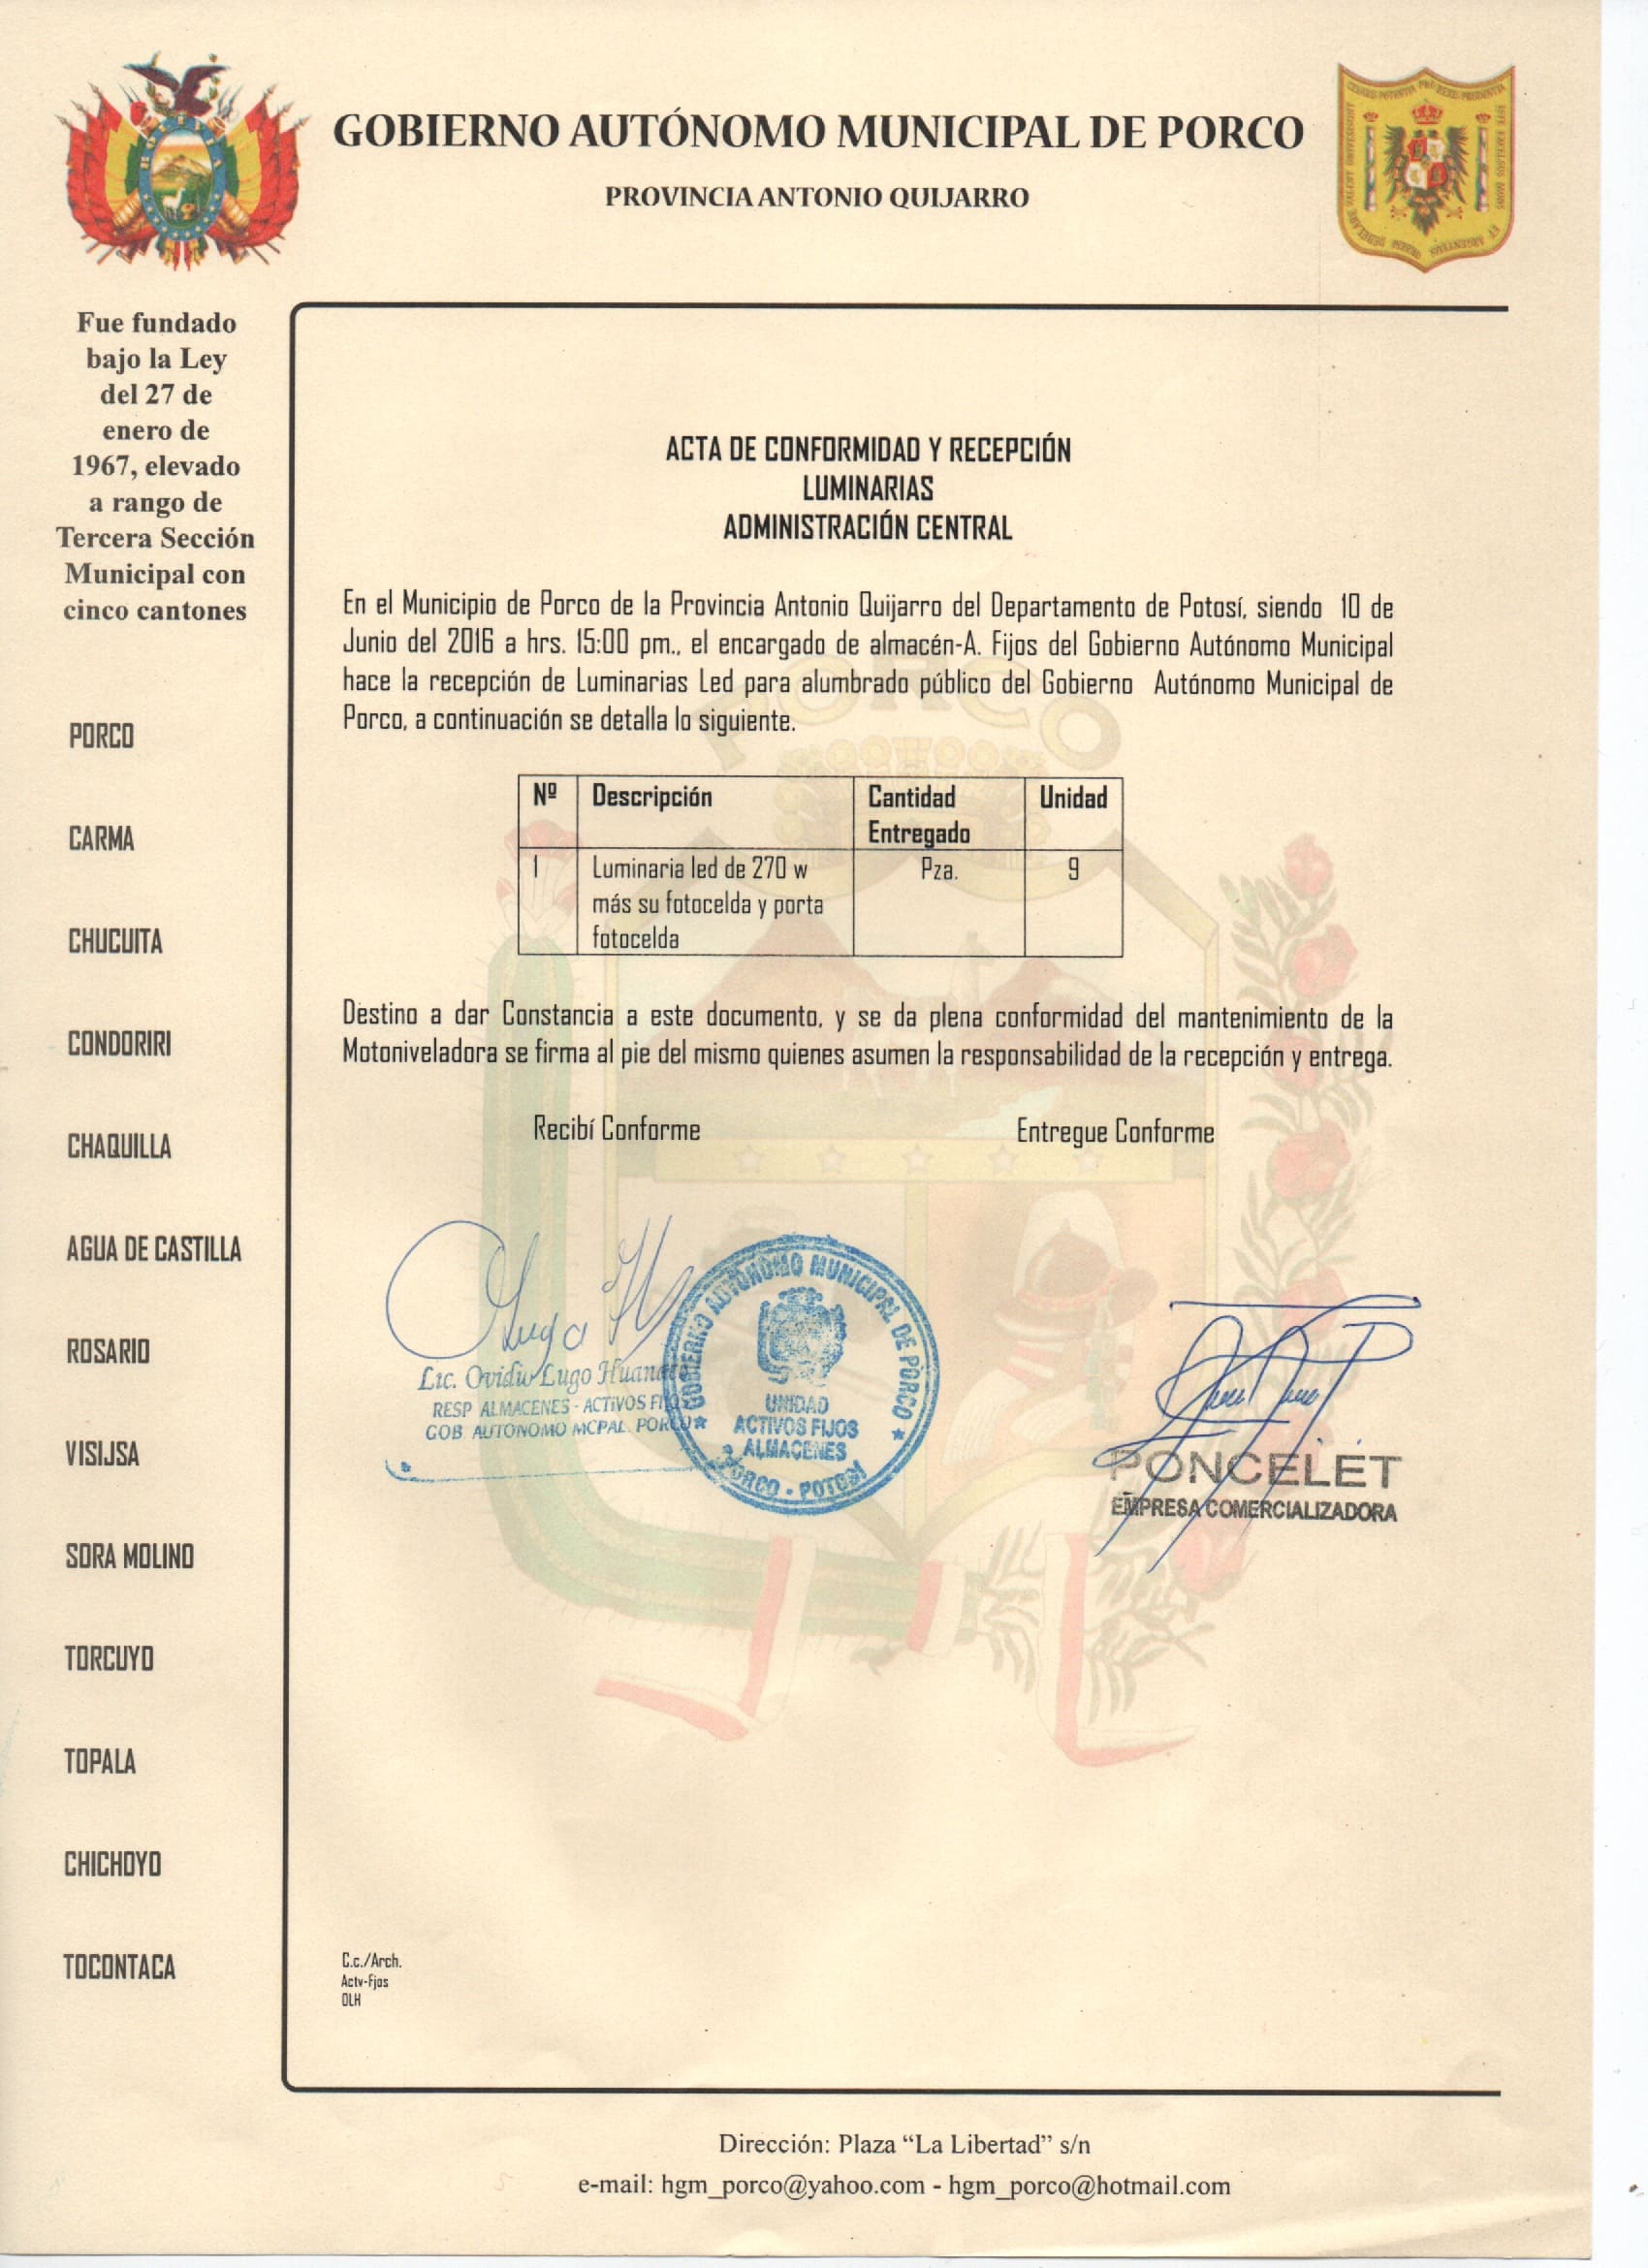 GOBIERNO AUTÓNOMO MUNICIPAL DE PORCO
PROVINCIA ANTONIO QUIJARRO
Fue fundado
bajo la Ley
del 27 de
enero de
1967, elevado
a rango de
Tercera Sección
Municipal con
cinco cantones
PORCO
CARMA
CHUCUITA
CONDORIRI
CHAQUILLA
AGUA DE CASTILLA
ROSARIO
VISIJSA
SORA MOLINO
TORCUYO
TOPALA
CHICHOYO
TOCONTACA
ACTA DE CONFORMIDAD Y RECEPCIÓN
LUMINARIAS
ADMINISTRACIÓN CENTRAL
En el Municipio de Porco de la Provincia Antonio Quijarro del Departamento de Potosí, siendo 10 de
Junio del 2016 a hrs. 15:00 pm., el encargado de almacén-A. Fijos del Gobierno Autónomo Municipal
hace la recepción de Luminarias Led para alumbrado público del Gobierno Autónomo Municipal de
Porco, a continuación se detalla lo siguiente.
PORCO
Nº Descripción Cantidad Unidad
Entregado
1 Luminaria led de 270 w Pza. 9
más su fotocelda y porta
fotocelda
Destino a dar Constancia a este documento, y se da plena conformidad del mantenimiento de la
Motoniveladora se firma al pie del mismo quienes asumen la responsabilidad de la recepción y entrega.
Recibí Conforme Entregue Conforme
Lugo H
Lic. Ovidio Lugo
RESP ALMACENES - ACTIVOS FIJOS
GOB AUTONOMO MCPAL. PORCO
GOBIERNO AUTÓNOMO MUNICIPAL DE PORCO
UNIDAD
ACTIVOS FIJOS
ALMACENES
PORCO - POTOSÍ
PONCELET
EMPRESA COMERCIALIZADORA
C.c./Arch.
Actv-Fjos
OLH
Dirección: Plaza “La Libertad” s/n
e-mail: hgm_porco@yahoo.com - hgm_porco@hotmail.com